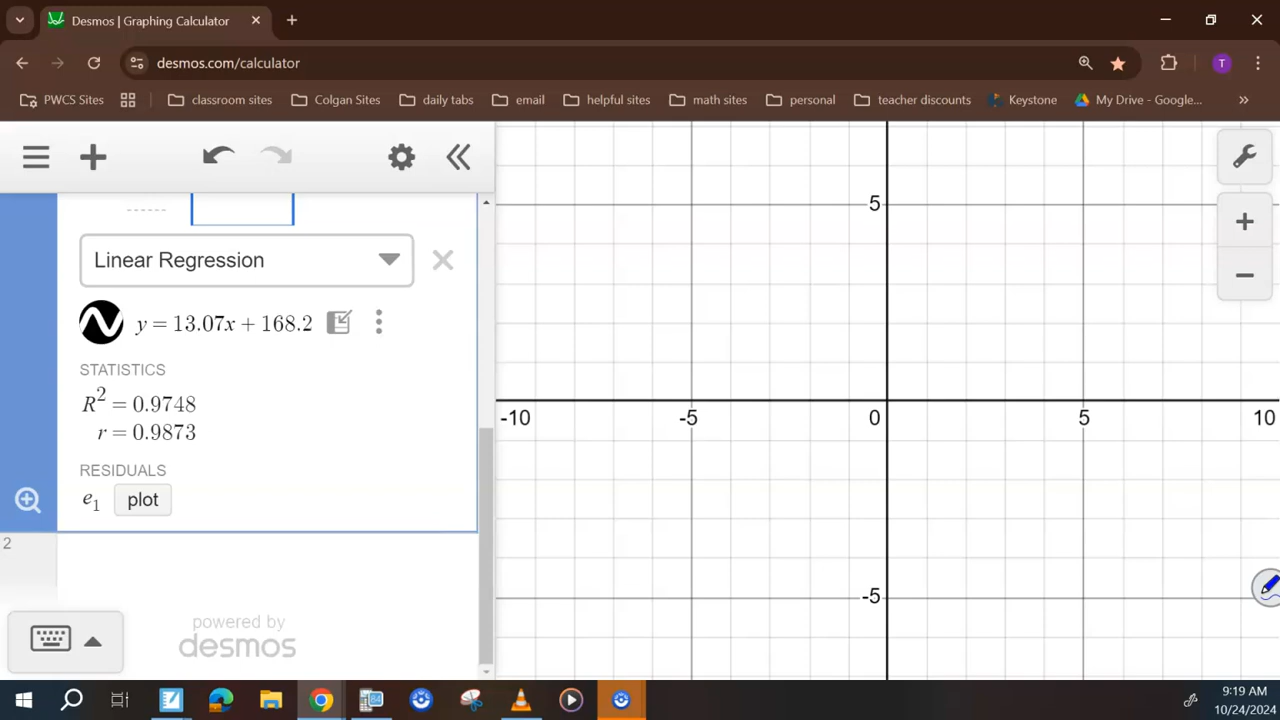 Desmos | Graphing Calculator
desmos.com/calculator
T
PWCS Sites classroom sites Colgan Sites daily tabs email helpful sites math sites personal teacher discounts Keystone My Drive - Google... »
Linear Regression
y = 13.07x + 168.2
STATISTICS
R² = 0.9748
r = 0.9873
RESIDUALS
e₁ plot
2
powered by
desmos
5
-10 -5 0 5 10
-5
9:19 AM
10/24/2024